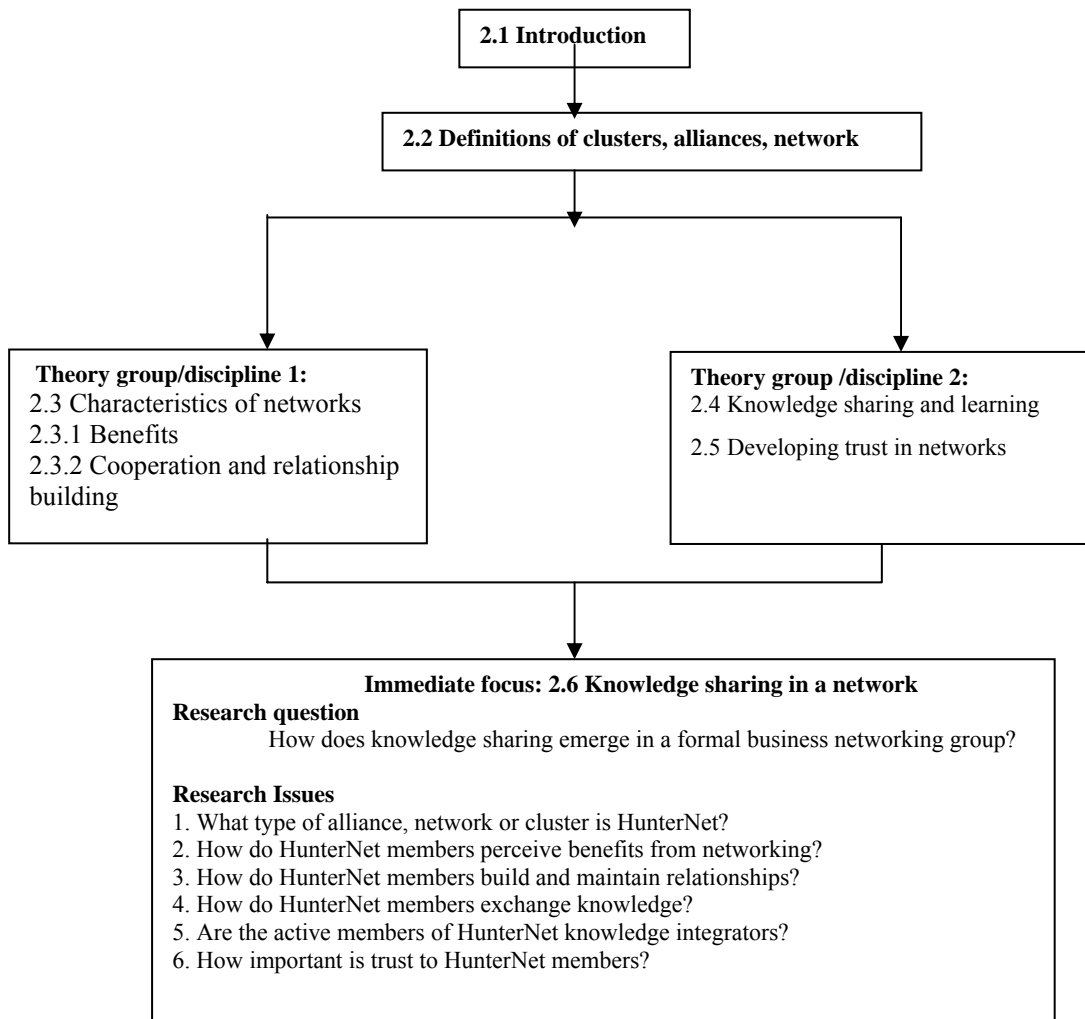 2.1 Introduction
2.2 Definitions of clusters, alliances, network
Theory group/discipline 1:
2.3 Characteristics of networks
2.3.1 Benefits
2.3.2 Cooperation and relationship
building
Theory group /discipline 2:
2.4 Knowledge sharing and learning
2.5 Developing trust in networks
Immediate focus: 2.6 Knowledge sharing in a network
Research question
How does knowledge sharing emerge in a formal business networking group?
Research Issues
1. What type of alliance, network or cluster is HunterNet?
2. How do HunterNet members perceive benefits from networking?
3. How do HunterNet members build and maintain relationships?
4. How do HunterNet members exchange knowledge?
5. Are the active members of HunterNet knowledge integrators?
6. How important is trust to HunterNet members?